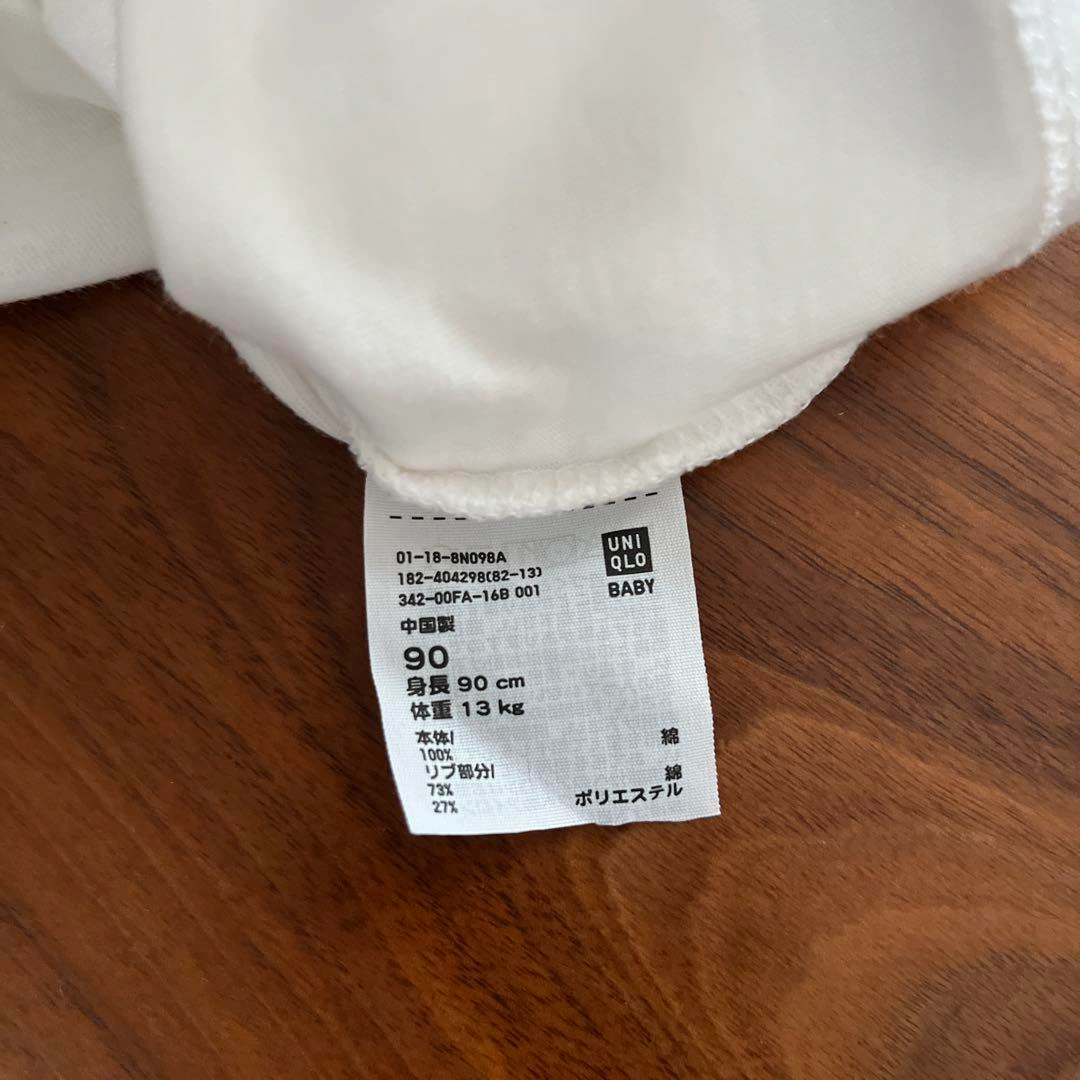 01-18-8N098A
182-404298(82-13)
342-00FA-16B 001
UNI
QLO
BABY
中国製
90
身長 90 cm
体重 13 kg
本体/ 綿
100%
リブ部分/ 綿
73%
ポリエステル
27%